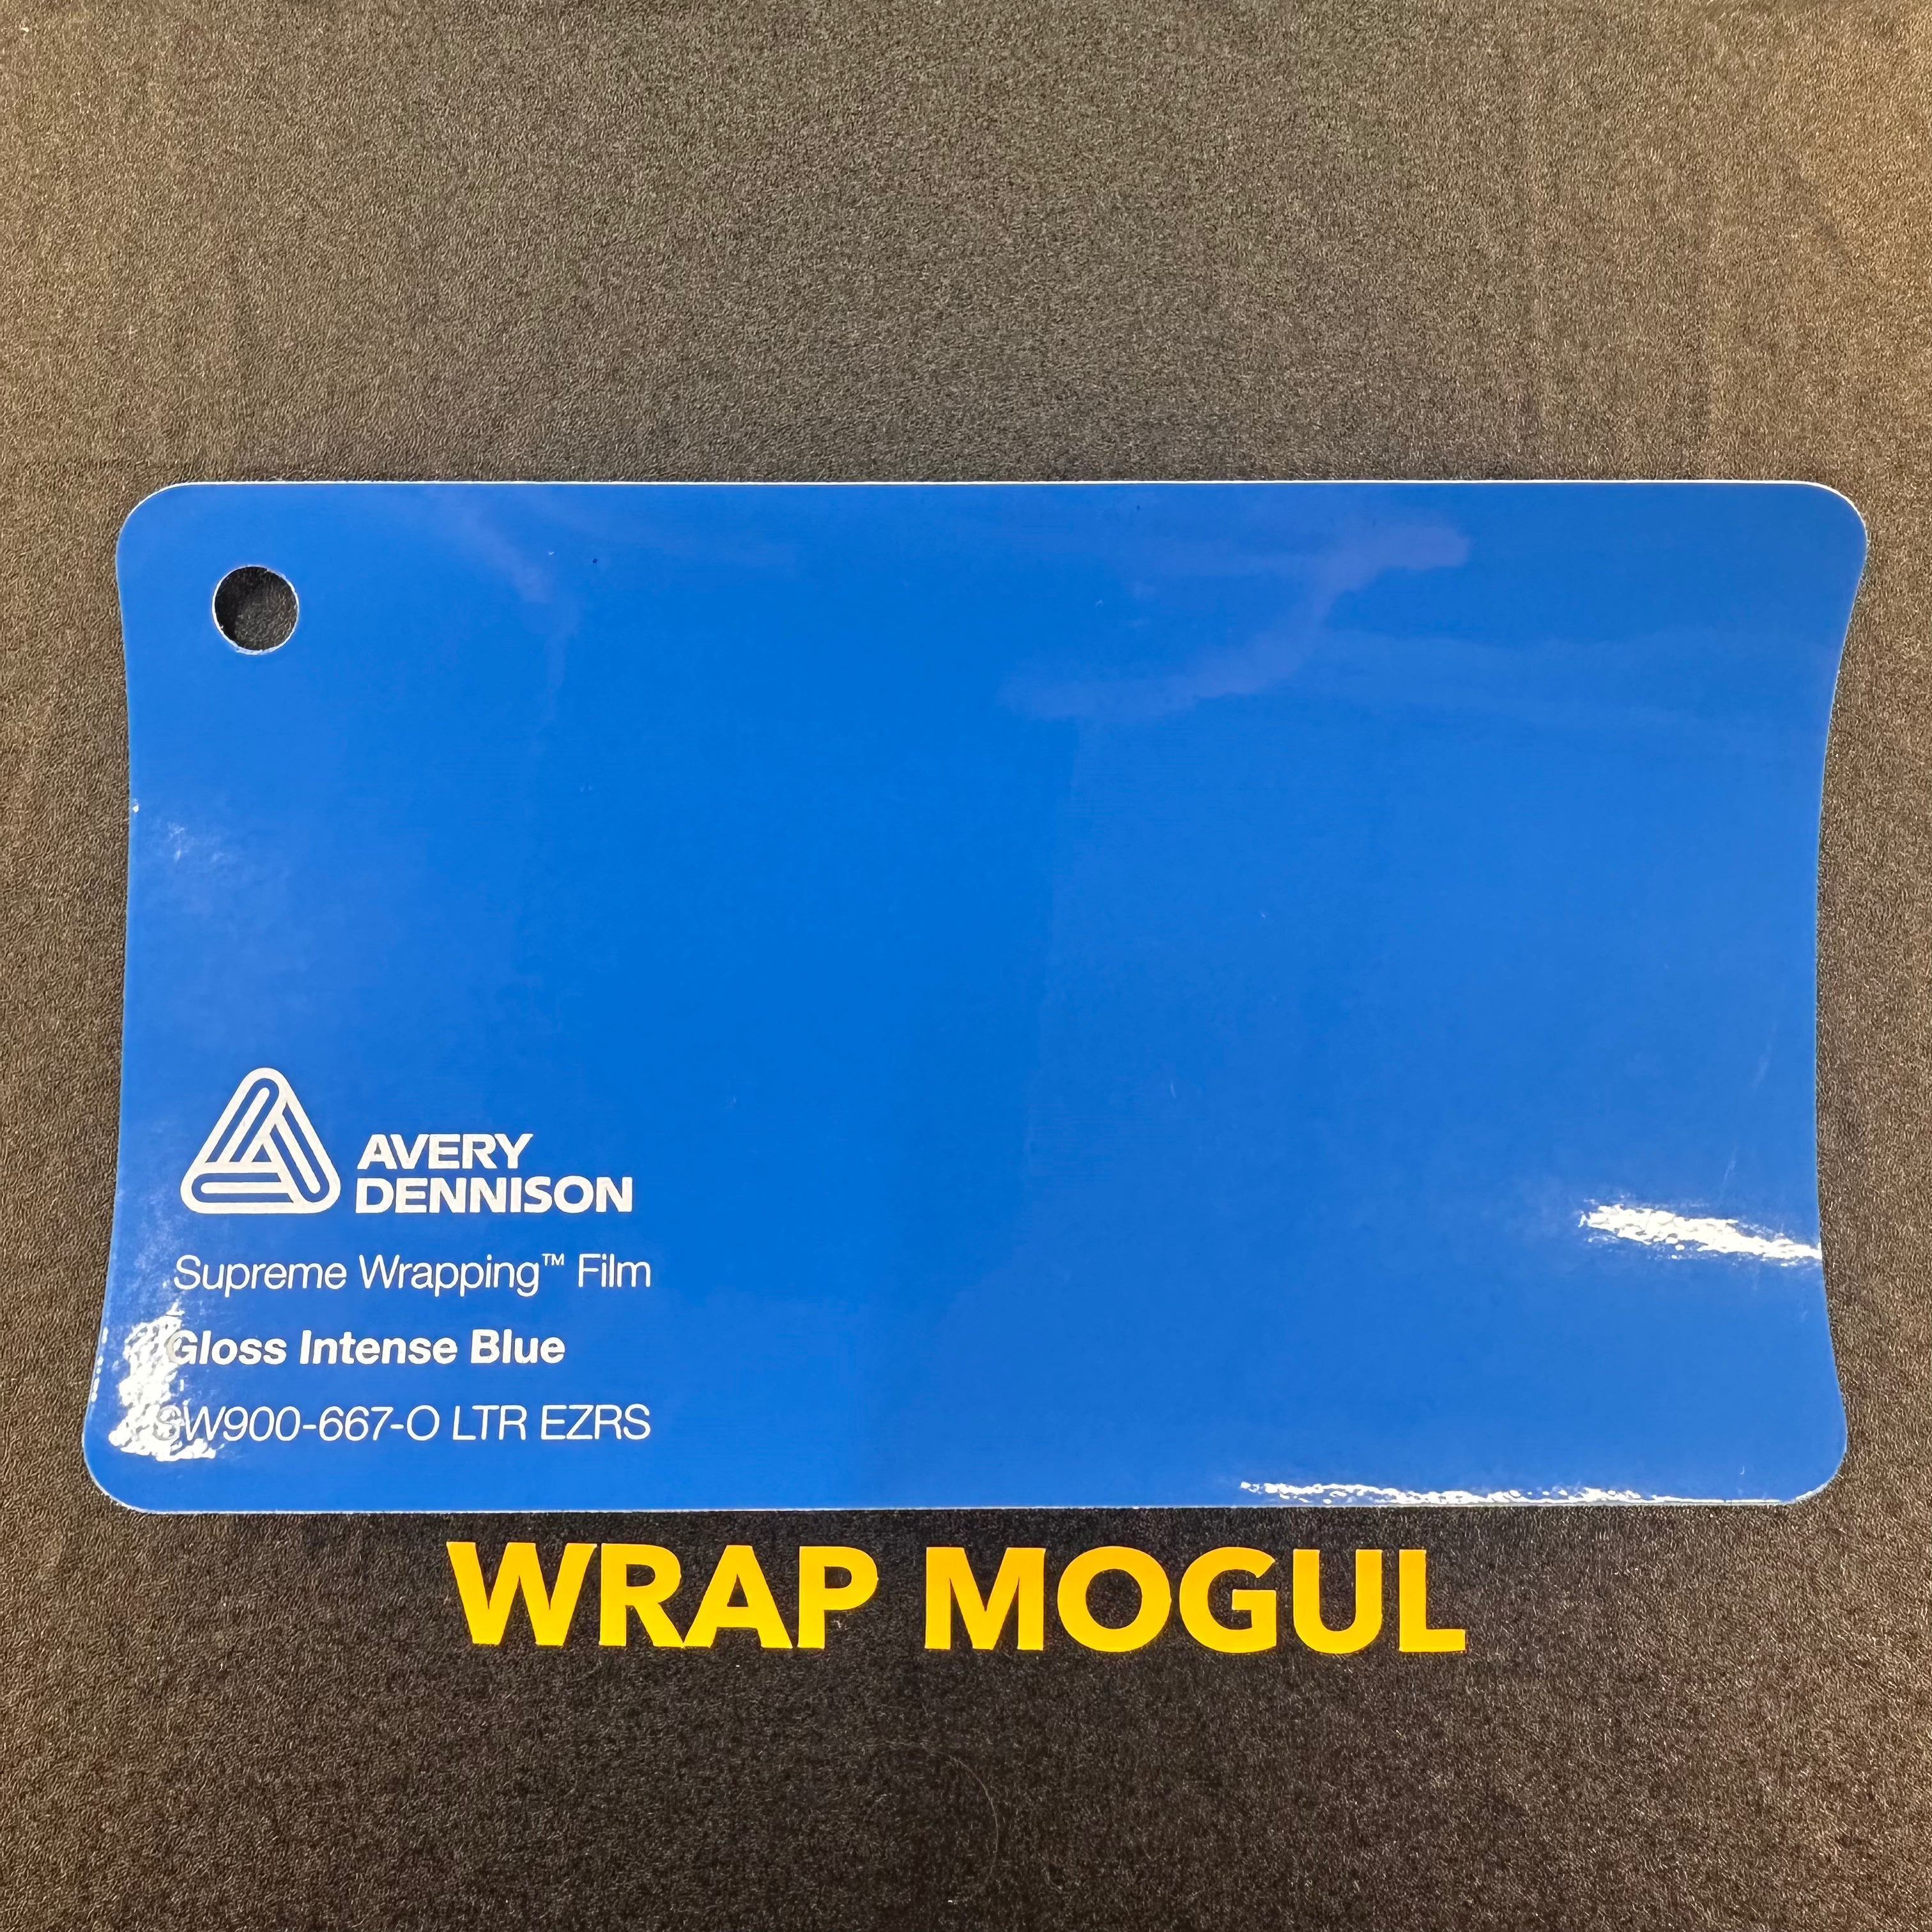 AVERY
DENNISON
Supreme Wrapping™ Film
Gloss Intense Blue
SW900-667-O LTR EZRS
WRAP MOGUL